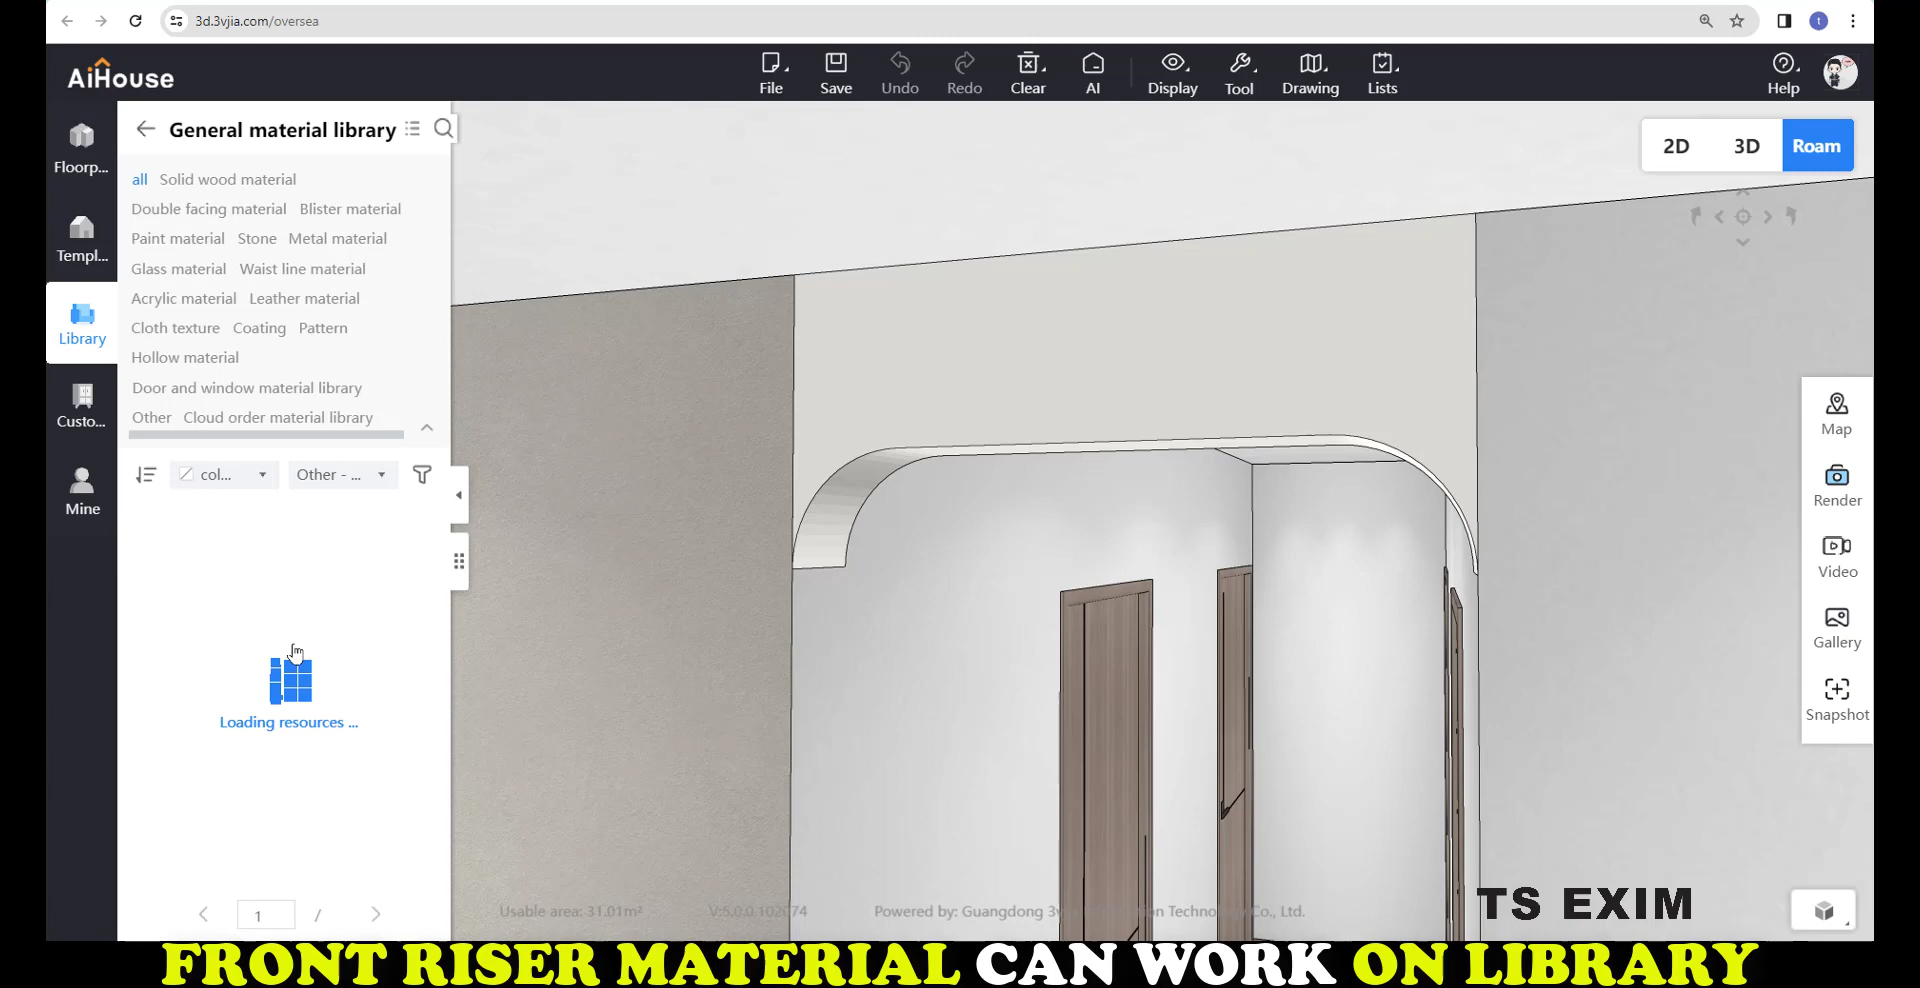 3d.3vjia.com/oversea
t
AiHouse
File
Save
Undo
Redo
Clear
AI
Display
Tool
Drawing
Lists
Help
Floorp...
Templ...
Library
Custo...
Mine
General material library
all Solid wood material
Double facing material Blister material
Paint material Stone Metal material
Glass material Waist line material
Acrylic material Leather material
Cloth texture Coating Pattern
Hollow material
Door and window material library
Other Cloud order material library
col...
Other - ...
Loading resources ...
1 /
2D 3D Roam
Map
Render
Video
Gallery
Snapshot
Usable area: 31.01m²
Powered by: Guangdong Co., Ltd.
TS EXIM
FRONT RISER MATERIAL CAN WORK ON LIBRARY